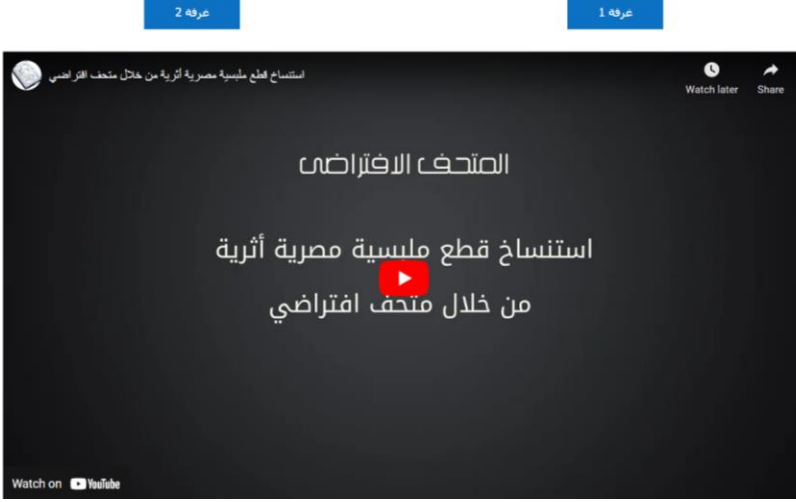 غرفة 1
غرفة 2
استنساخ قطع ملبسية مصرية أثرية من خلال متحف افتراضي
Watch later
Share
المتحف الافتراضى
استنساخ قطع ملبسية مصرية أثرية
من خلال متحف افتراضي
Watch on YouTube